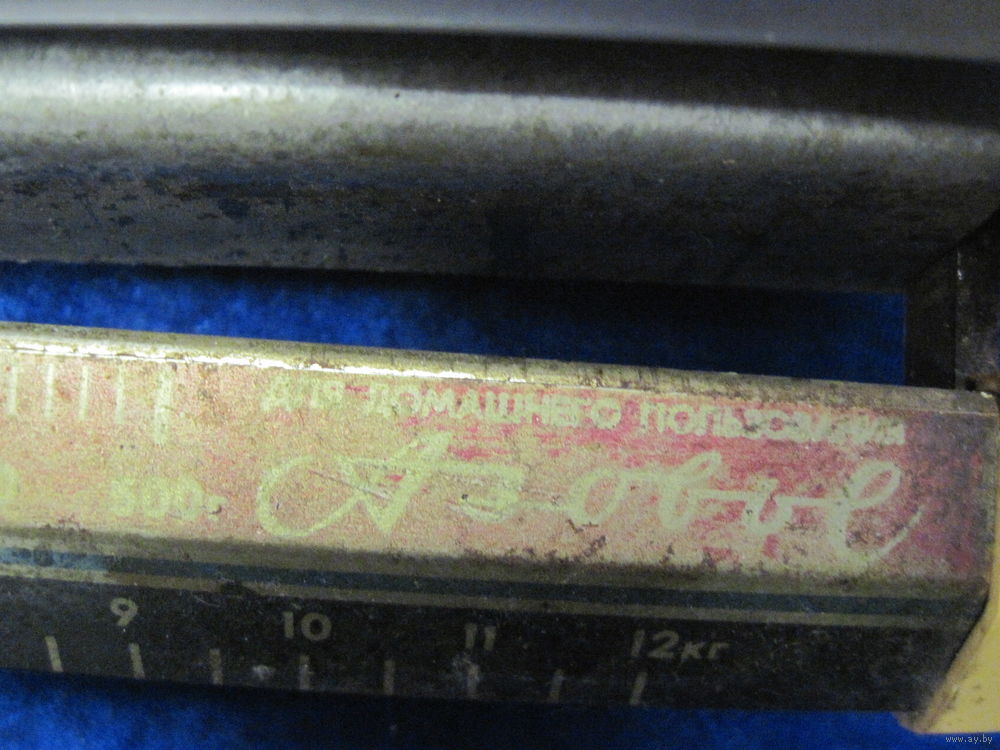 ДЛЯ ДОМАШНЕГО ПОЛЬЗОВАНИЯ
500г
9 10 11 12кг
www.ay.by